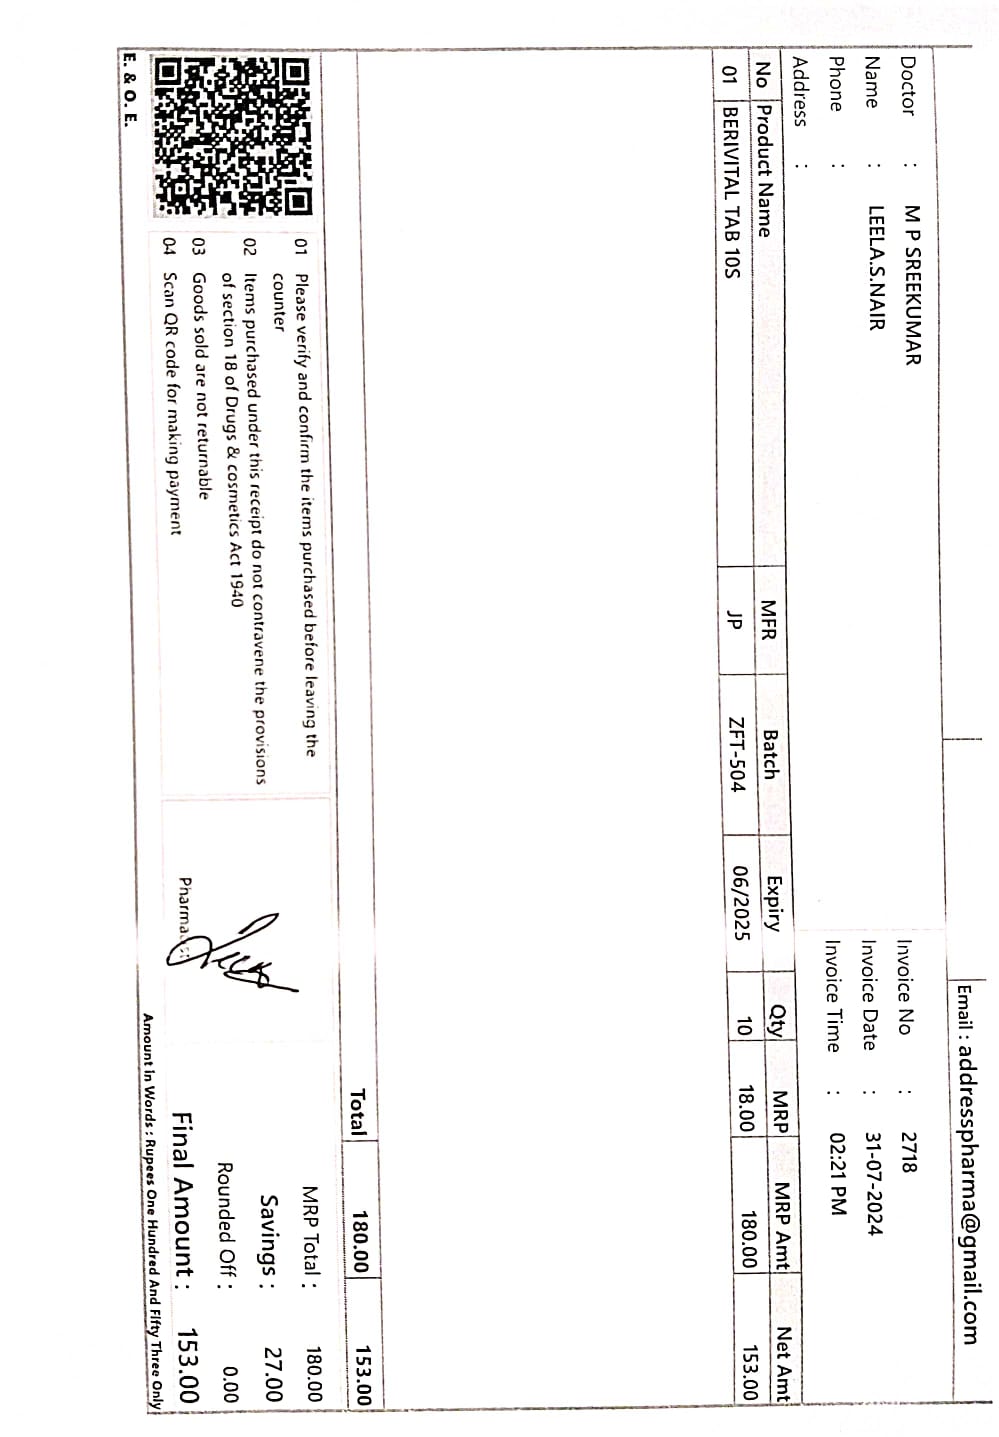 Email : addresspharma@gmail.com
Doctor : M P SREEKUMAR
Name : LEELA.S.NAIR
Phone :
Address :
Invoice No : 2718
Invoice Date : 31-07-2024
Invoice Time : 02:21 PM
No Product Name MFR Batch Expiry Qty MRP MRP Amt Net Amt
01 BERIVITAL TAB 10S JP ZFT-504 06/2025 10 18.00 180.00 153.00
Total 180.00 153.00
01 Please verify and confirm the items purchased before leaving the
counter
02 Items purchased under this receipt do not contravene the provisions
of section 18 of Drugs & cosmetics Act 1940
03 Goods sold are not returnable
04 Scan QR code for making payment
MRP Total : 180.00
Savings : 27.00
Rounded Off : 0.00
Final Amount : 153.00
Amount in Words : Rupees One Hundred And Fifty Three Only
E. & O. E.